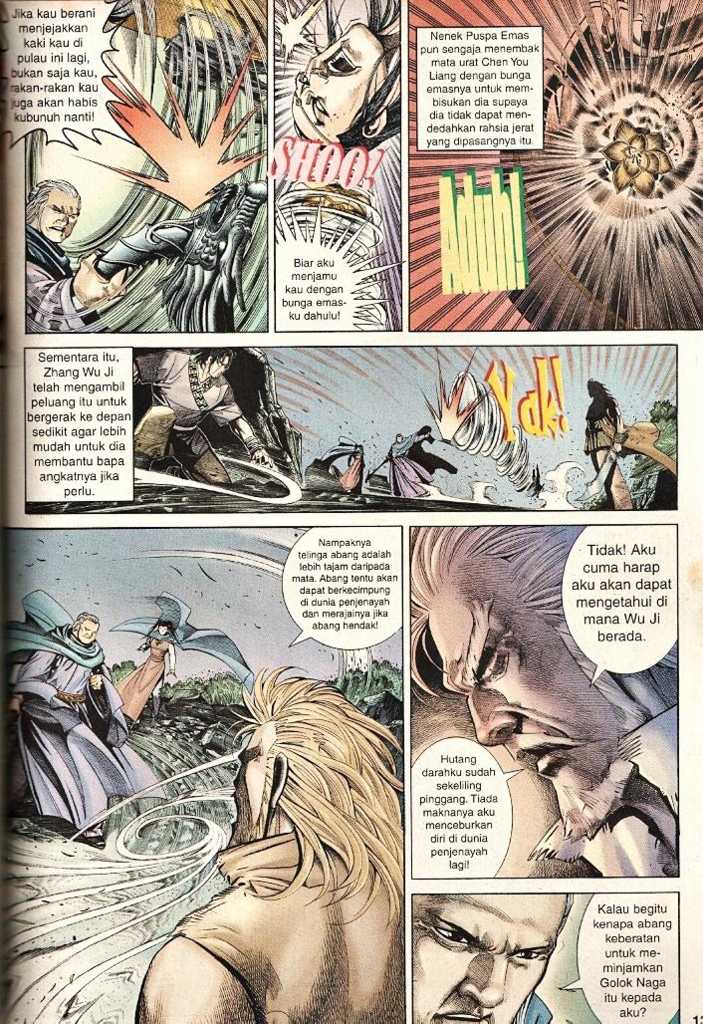 Jika kau berani
menjejakkan
kaki kau di
pulau ini lagi,
bukan saja kau,
rakan-rakan kau
juga akan habis
kubunuh nanti!
SHOO!
Biar aku
menjamu
kau dengan
bunga emas-
ku dahulu!
Nenek Puspa Emas
pun sengaja menembak
mata urat Chen You
Liang dengan bunga
emasnya untuk mem-
bisukan dia supaya
dia tidak dapat men-
dedahkan rahsia jerat
yang dipasangnya itu.
Aduh!
Sementara itu,
Zhang Wu Ji
telah mengambil
peluang itu untuk
bergerak ke depan
sedikit agar lebih
mudah untuk dia
membantu bapa
angkatnya jika
perlu.
Yak!
Nampaknya
telinga abang adalah
lebih tajam daripada
mata. Abang tentu akan
dapat berkecimpung
di dunia penjenayah
dan merajainya jika
abang hendak!
Tidak! Aku
cuma harap
aku akan dapat
mengetahui di
mana Wu Ji
berada.
Hutang
darahku sudah
sekeliling
pinggang. Tiada
maknanya aku
menceburkan
diri di dunia
penjenayah
lagi!
Kalau begitu
kenapa abang
keberatan
untuk me-
minjamkan
Golok Naga
itu kepada
aku?